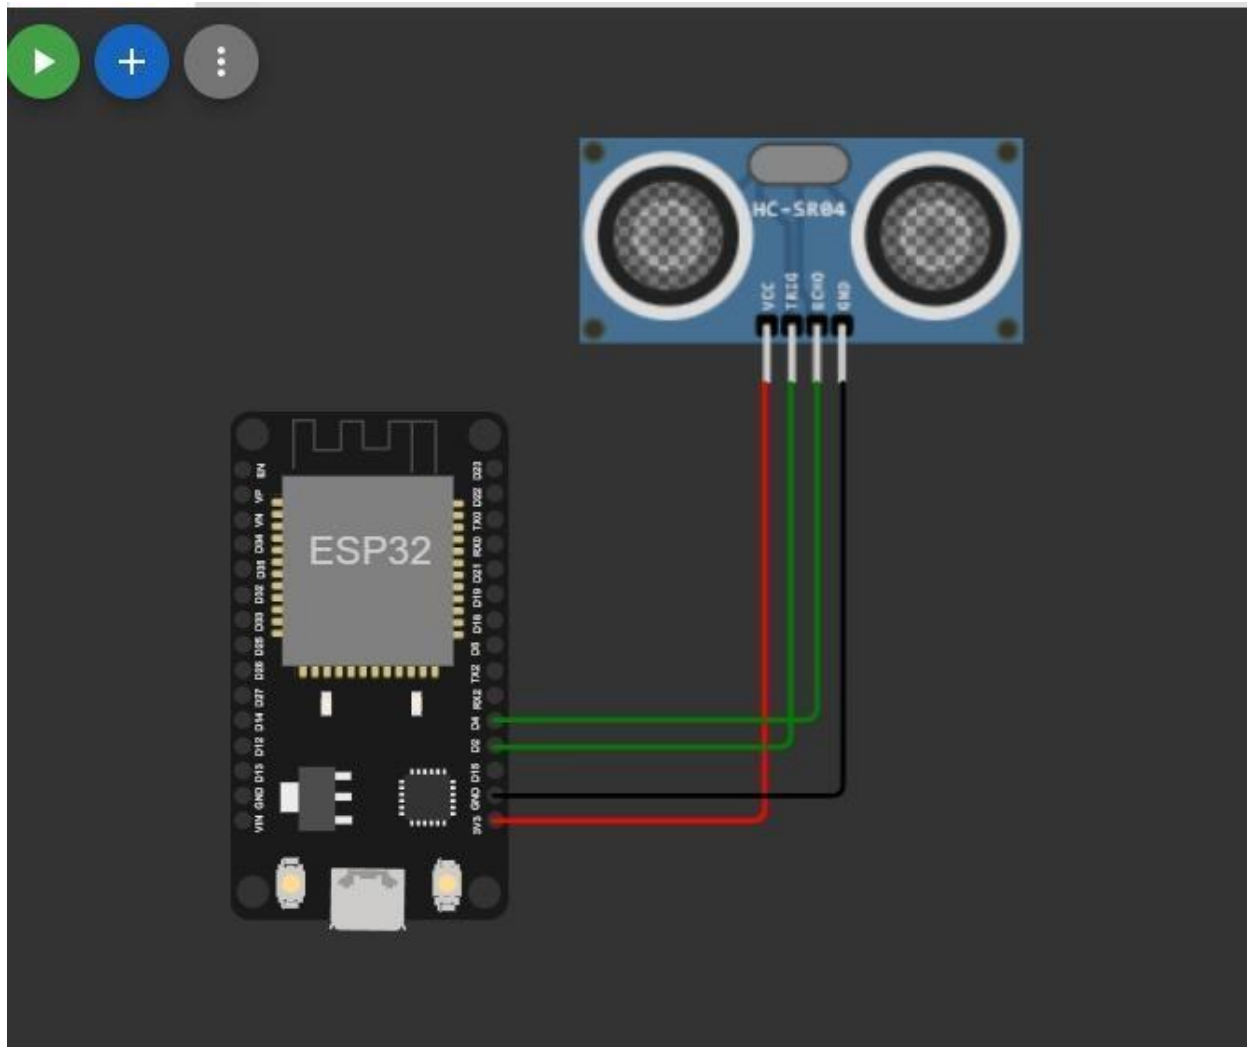 HC-SR04
VCC
TRIG
ECHO
GND
ESP32
EN
VP
VN
D34
D35
D32
D33
D25
D26
D27
D14
D12
D13
GND
VIN
D23
D22
TX0
RX0
D21
D19
D18
D5
TX2
RX2
D4
D2
D15
GND
3V3